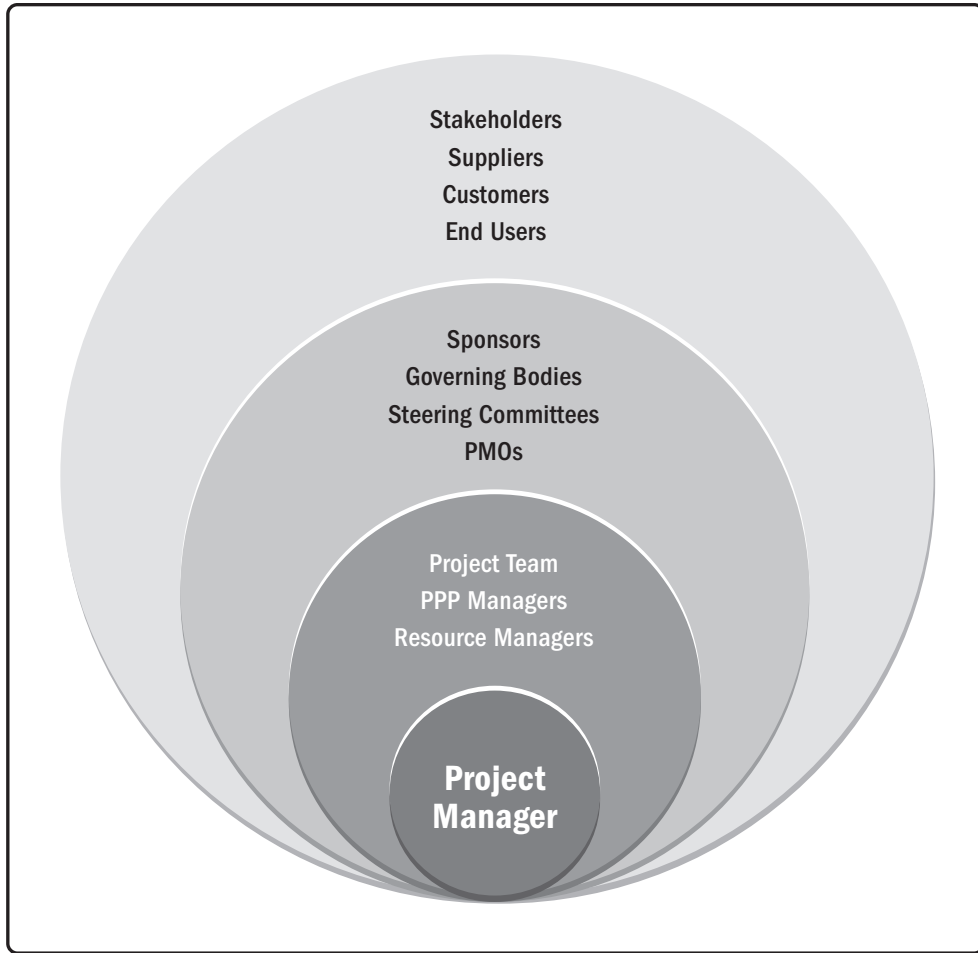 Stakeholders
Suppliers
Customers
End Users
Sponsors
Governing Bodies
Steering Committees
PMOs
Project Team
PPP Managers
Resource Managers
Project
Manager